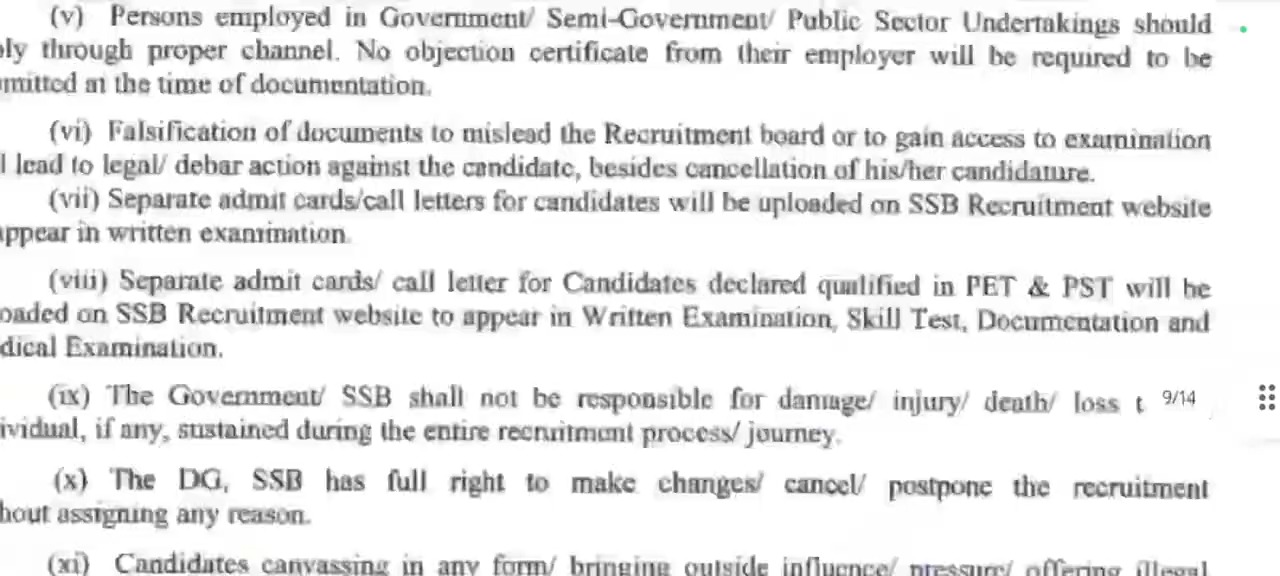 (v) Persons employed in Government/ Semi-Government/ Public Sector Undertakings should
ly through proper channel. No objection certificate from their employer will be required to be
mitted at the time of documentation.
(vi) Falsification of documents to mislead the Recruitment board or to gain access to examination
l lead to legal/ debar action against the candidate, besides cancellation of his/her candidature.
(vii) Separate admit cards/call letters for candidates will be uploaded on SSB Recruitment website
appear in written examination.
(viii) Separate admit cards/ call letter for Candidates declared qualified in PET & PST will be
oaded on SSB Recruitment website to appear in Written Examination, Skill Test, Documentation and
dical Examination.
(ix) The Government/ SSB shall not be responsible for damage/ injury/ death/ loss t 9/14
ividual, if any, sustained during the entire recruitment process/ journey.
(x) The DG, SSB has full right to make changes/ cancel/ postpone the recruitment
hout assigning any reason.
(xi) Candidates canvassing in any form/ bringing outside influence/ pressure/ offering illegal